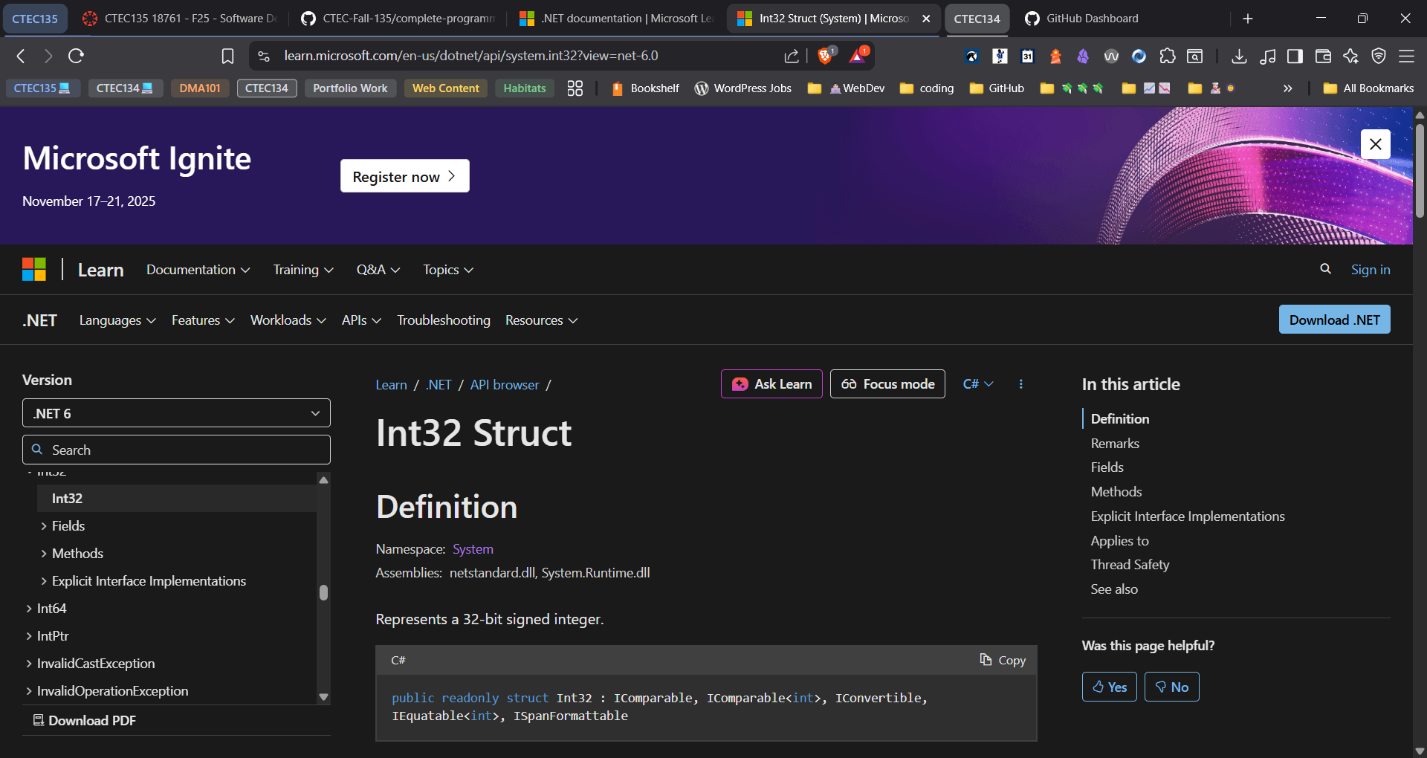 CTEC135
CTEC135 18761 - F25 - Software De
CTEC-Fall-135/complete-programm
.NET documentation | Microsoft Lea
Int32 Struct (System) | Microso
CTEC134
GitHub Dashboard
learn.microsoft.com/en-us/dotnet/api/system.int32?view=net-6.0
1
1
31
CTEC135
CTEC134
DMA101
CTEC134
Portfolio Work
Web Content
Habitats
Bookshelf
WordPress Jobs
WebDev
coding
GitHub
All Bookmarks
Microsoft Ignite
November 17–21, 2025
Register now
Learn
Documentation
Training
Q&A
Topics
Sign in
.NET
Languages
Features
Workloads
APIs
Troubleshooting
Resources
Download .NET
Version
.NET 6
Search
Int32
Int32
Fields
Methods
Explicit Interface Implementations
Int64
IntPtr
InvalidCastException
InvalidOperationException
Download PDF
Learn / .NET / API browser /
Ask Learn
Focus mode
C#
Int32 Struct
Definition
Namespace: System
Assemblies: netstandard.dll, System.Runtime.dll
Represents a 32-bit signed integer.
C#
Copy
public readonly struct Int32 : IComparable, IComparable<int>, IConvertible,
IEquatable<int>, ISpanFormattable
In this article
Definition
Remarks
Fields
Methods
Explicit Interface Implementations
Applies to
Thread Safety
See also
Was this page helpful?
Yes
No